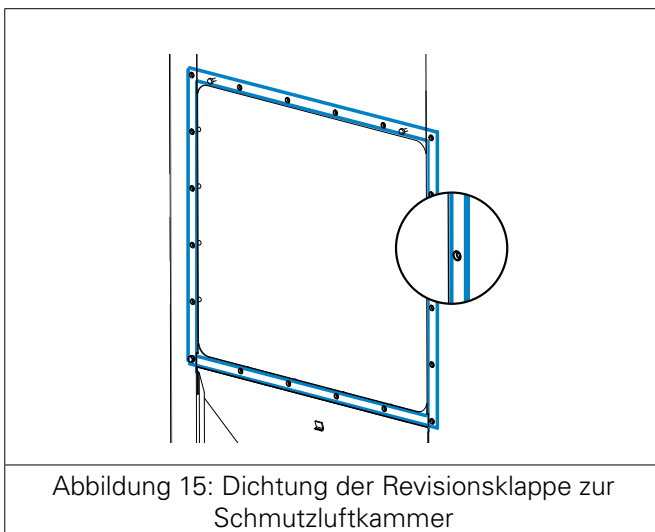 Abbildung 15: Dichtung der Revisionsklappe zur
Schmutzluftkammer